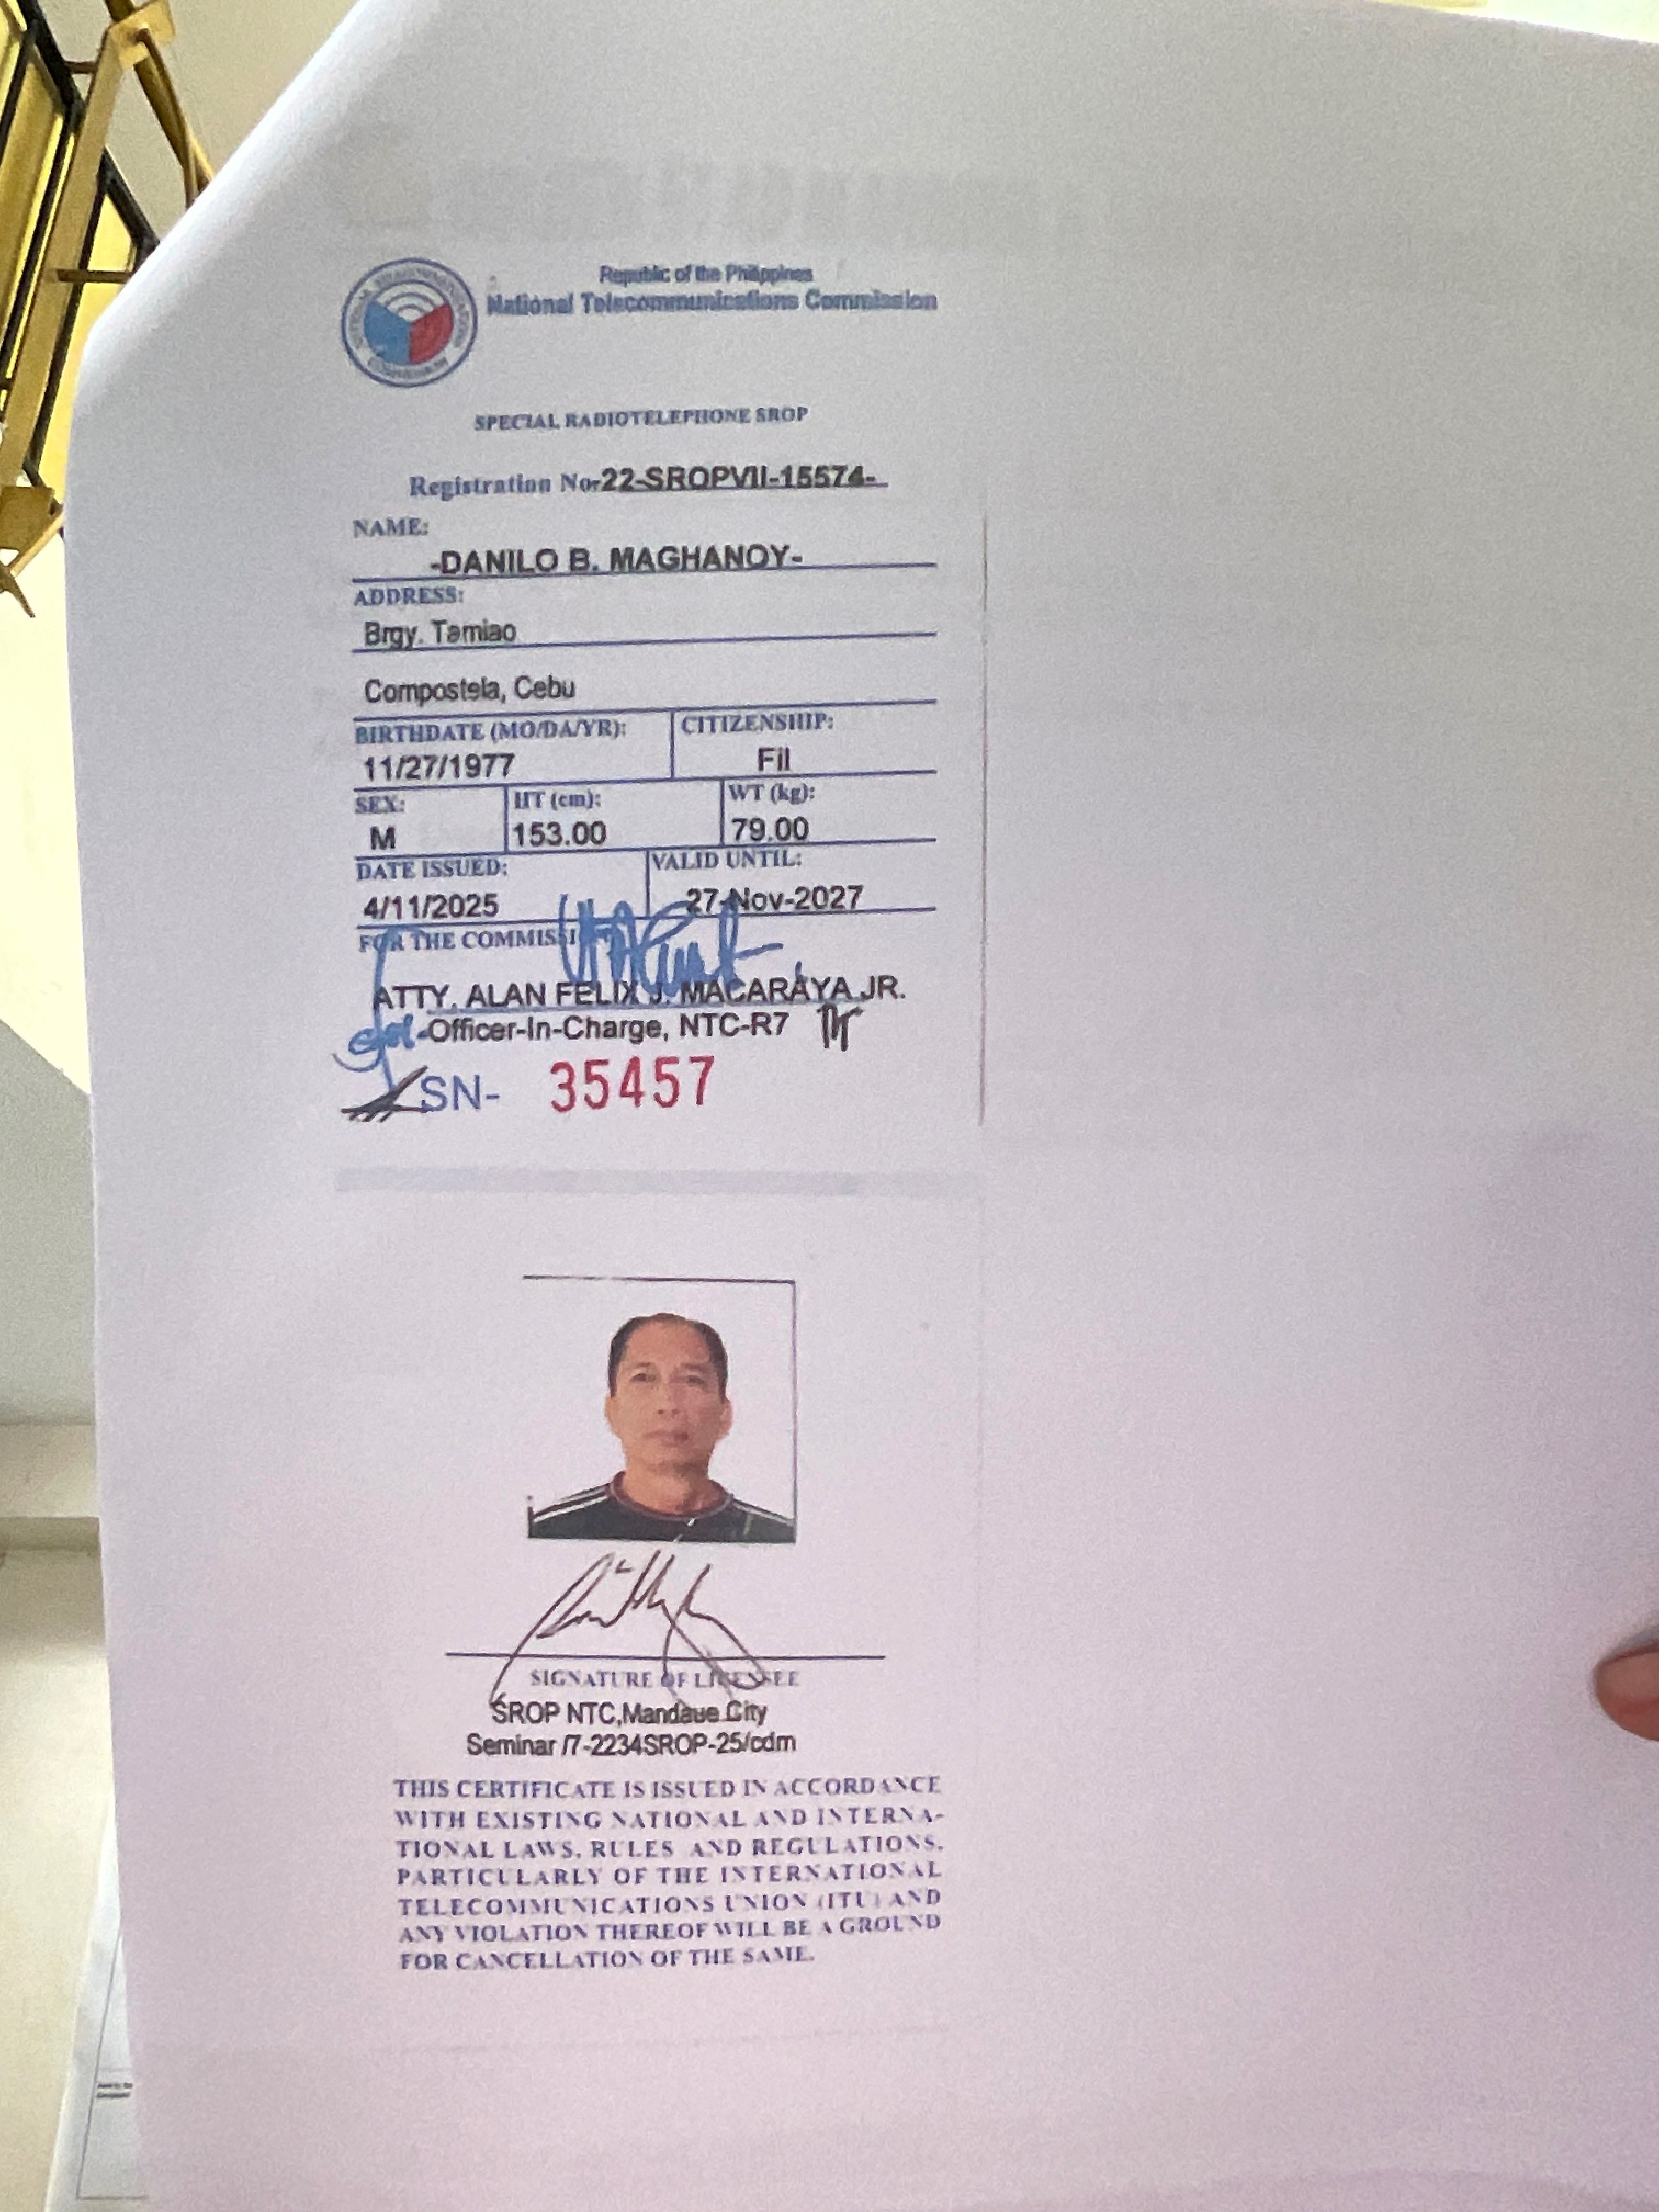 Republic of the Philippines
National Telecommunications Commission
SPECIAL RADIOTELEPHONE SROP
Registration No. -22-SROPVII-15574-
NAME:
-DANILO B. MAGHANOY-
ADDRESS:
Brgy. Tamiao
Compostela, Cebu
BIRTHDATE (MO/DA/YR): CITIZENSHIP:
11/27/1977 Fil
SEX: HT (cm): WT (kg):
M 153.00 79.00
DATE ISSUED: VALID UNTIL:
4/11/2025 27-Nov-2027
FOR THE
ATTY. ALAN FELIX J. MACARAYA JR.
Officer-In-Charge, NTC-R7
SN- 35457
SIGNATURE OF LICENSEE
SROP NTC,Mandaue City
Seminar /7-2234SROP-25/cdm
THIS CERTIFICATE IS ISSUED IN ACCORDANCE
WITH EXISTING NATIONAL AND INTERNA-
TIONAL LAWS, RULES AND REGULATIONS,
PARTICULARLY OF THE INTERNATIONAL
TELECOMMUNICATIONS UNION (ITU) AND
ANY VIOLATION THEREOF WILL BE A GROUND
FOR CANCELLATION OF THE SAME.